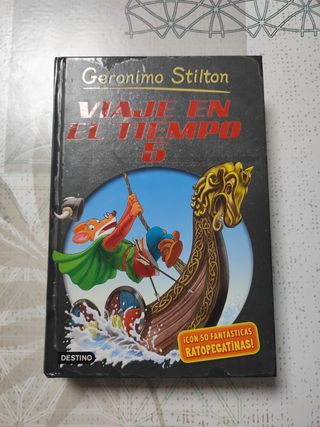 Geronimo Stilton
VIAJE EN
EL TIEMPO
5
¡CON 50 FANTÁSTICAS
RATOPEGATINAS!
DESTINO